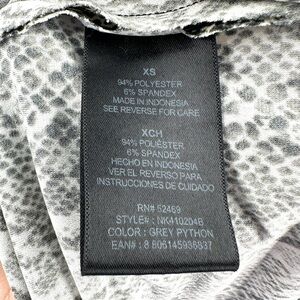 XS
94% POLYESTER
6% SPANDEX
MADE IN INDONESIA
SEE REVERSE FOR CARE
XCH
94% POLIÉSTER
6% SPANDEX
HECHO EN INDONESIA
VER EL REVERSO PARA
INSTRUCCIONES DE CUIDADO
RN# 52469
STYLE#: NK410204B
COLOR : GREY PYTHON
EAN# : 8 806145936837